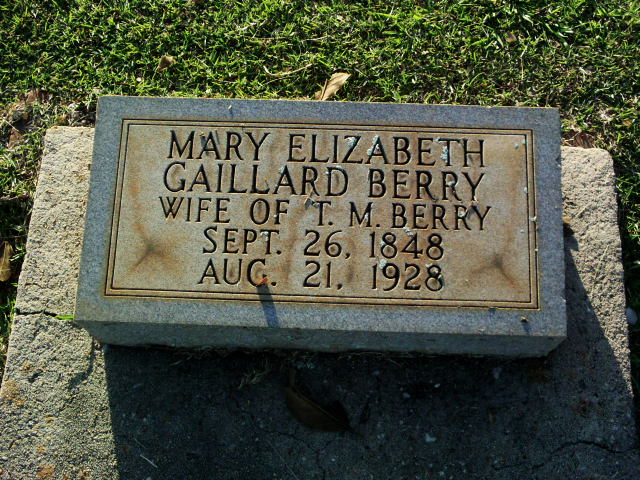 MARY ELIZABETH
GAILLARD BERRY
WIFE OF T. M. BERRY
SEPT. 26, 1848
AUG. 21, 1928